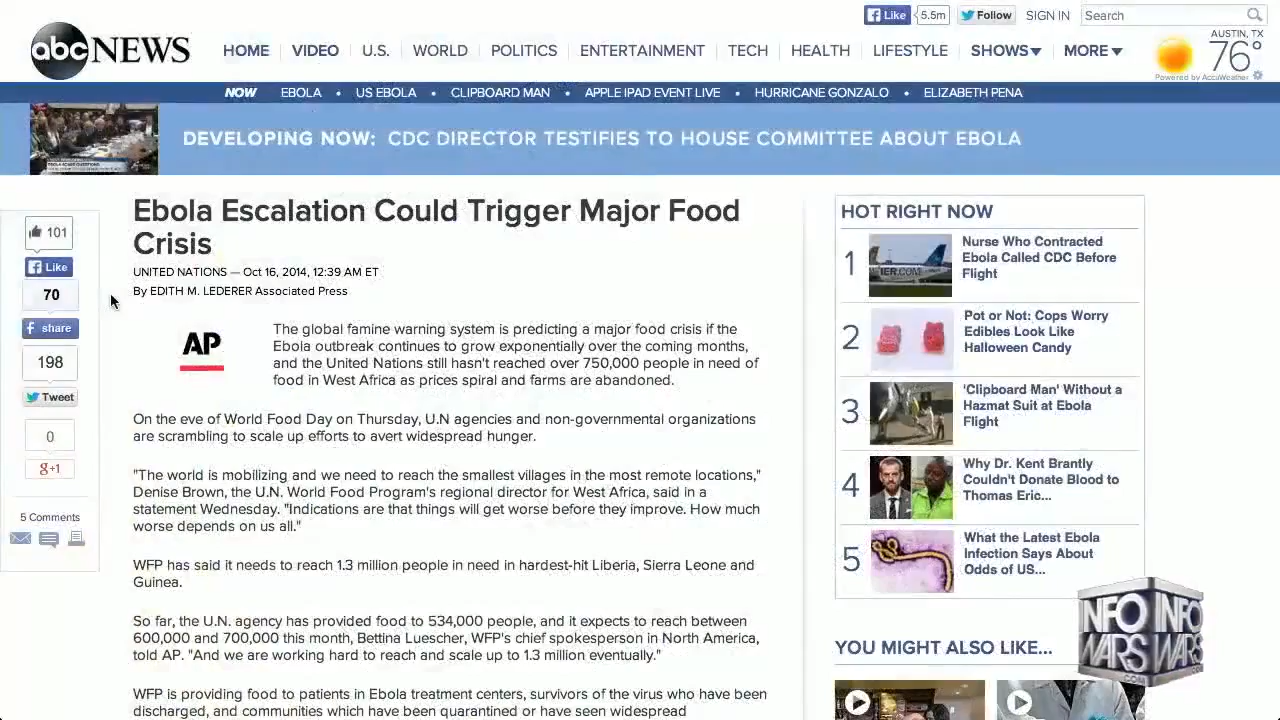 Like 5.5m Follow SIGN IN Search
abc NEWS HOME VIDEO U.S. WORLD POLITICS ENTERTAINMENT TECH HEALTH LIFESTYLE SHOWS MORE
AUSTIN, TX
76°
Powered by AccuWeather
NOW EBOLA • US EBOLA • CLIPBOARD MAN • APPLE IPAD EVENT LIVE • HURRICANE GONZALO • ELIZABETH PENA
DEVELOPING NOW: CDC DIRECTOR TESTIFIES TO HOUSE COMMITTEE ABOUT EBOLA
101
Like
70
share
198
Tweet
0
g+1
5 Comments
Ebola Escalation Could Trigger Major Food
Crisis
UNITED NATIONS — Oct 16, 2014, 12:39 AM ET
By EDITH M. LEDERER Associated Press
AP
The global famine warning system is predicting a major food crisis if the
Ebola outbreak continues to grow exponentially over the coming months,
and the United Nations still hasn't reached over 750,000 people in need of
food in West Africa as prices spiral and farms are abandoned.
On the eve of World Food Day on Thursday, U.N agencies and non-governmental organizations
are scrambling to scale up efforts to avert widespread hunger.
"The world is mobilizing and we need to reach the smallest villages in the most remote locations,"
Denise Brown, the U.N. World Food Program's regional director for West Africa, said in a
statement Wednesday. "Indications are that things will get worse before they improve. How much
worse depends on us all."
WFP has said it needs to reach 1.3 million people in need in hardest-hit Liberia, Sierra Leone and
Guinea.
So far, the U.N. agency has provided food to 534,000 people, and it expects to reach between
600,000 and 700,000 this month, Bettina Luescher, WFP's chief spokesperson in North America,
told AP. "And we are working hard to reach and scale up to 1.3 million eventually."
WFP is providing food to patients in Ebola treatment centers, survivors of the virus who have been
discharged, and communities which have been quarantined or have seen widespread
HOT RIGHT NOW
1 Nurse Who Contracted
Ebola Called CDC Before
Flight
2 Pot or Not: Cops Worry
Edibles Look Like
Halloween Candy
3 'Clipboard Man' Without a
Hazmat Suit at Ebola
Flight
4 Why Dr. Kent Brantly
Couldn't Donate Blood to
Thomas Eric...
5 What the Latest Ebola
Infection Says About
Odds of US...
YOU MIGHT ALSO LIKE...
INFO INFO
WARS WARS
.COM